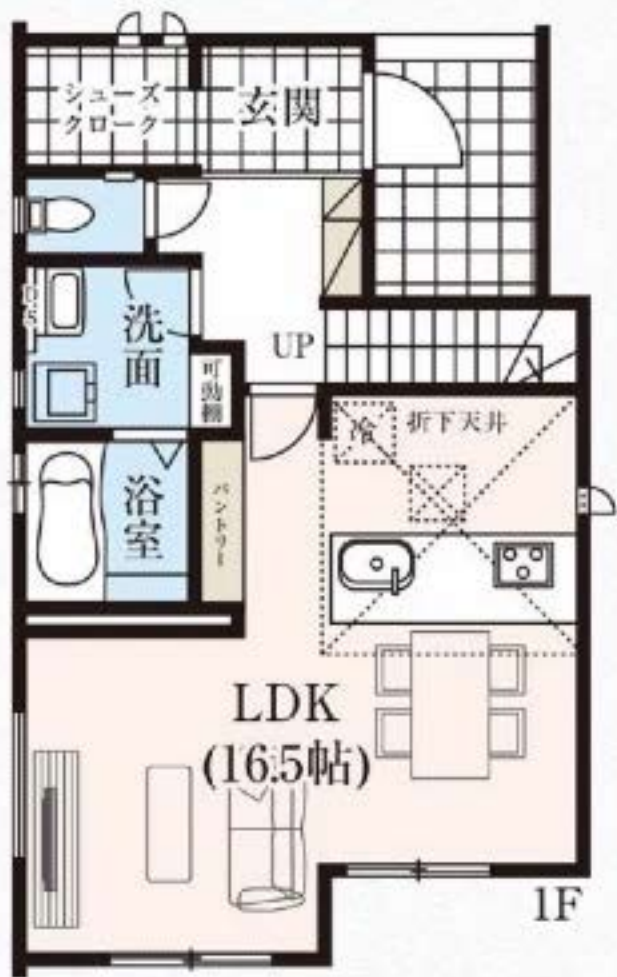 シューズ
クローク
玄関
洗面
UP
可動棚
冷
折下天井
浴室
パントリー
LDK
(16.5帖)
1F